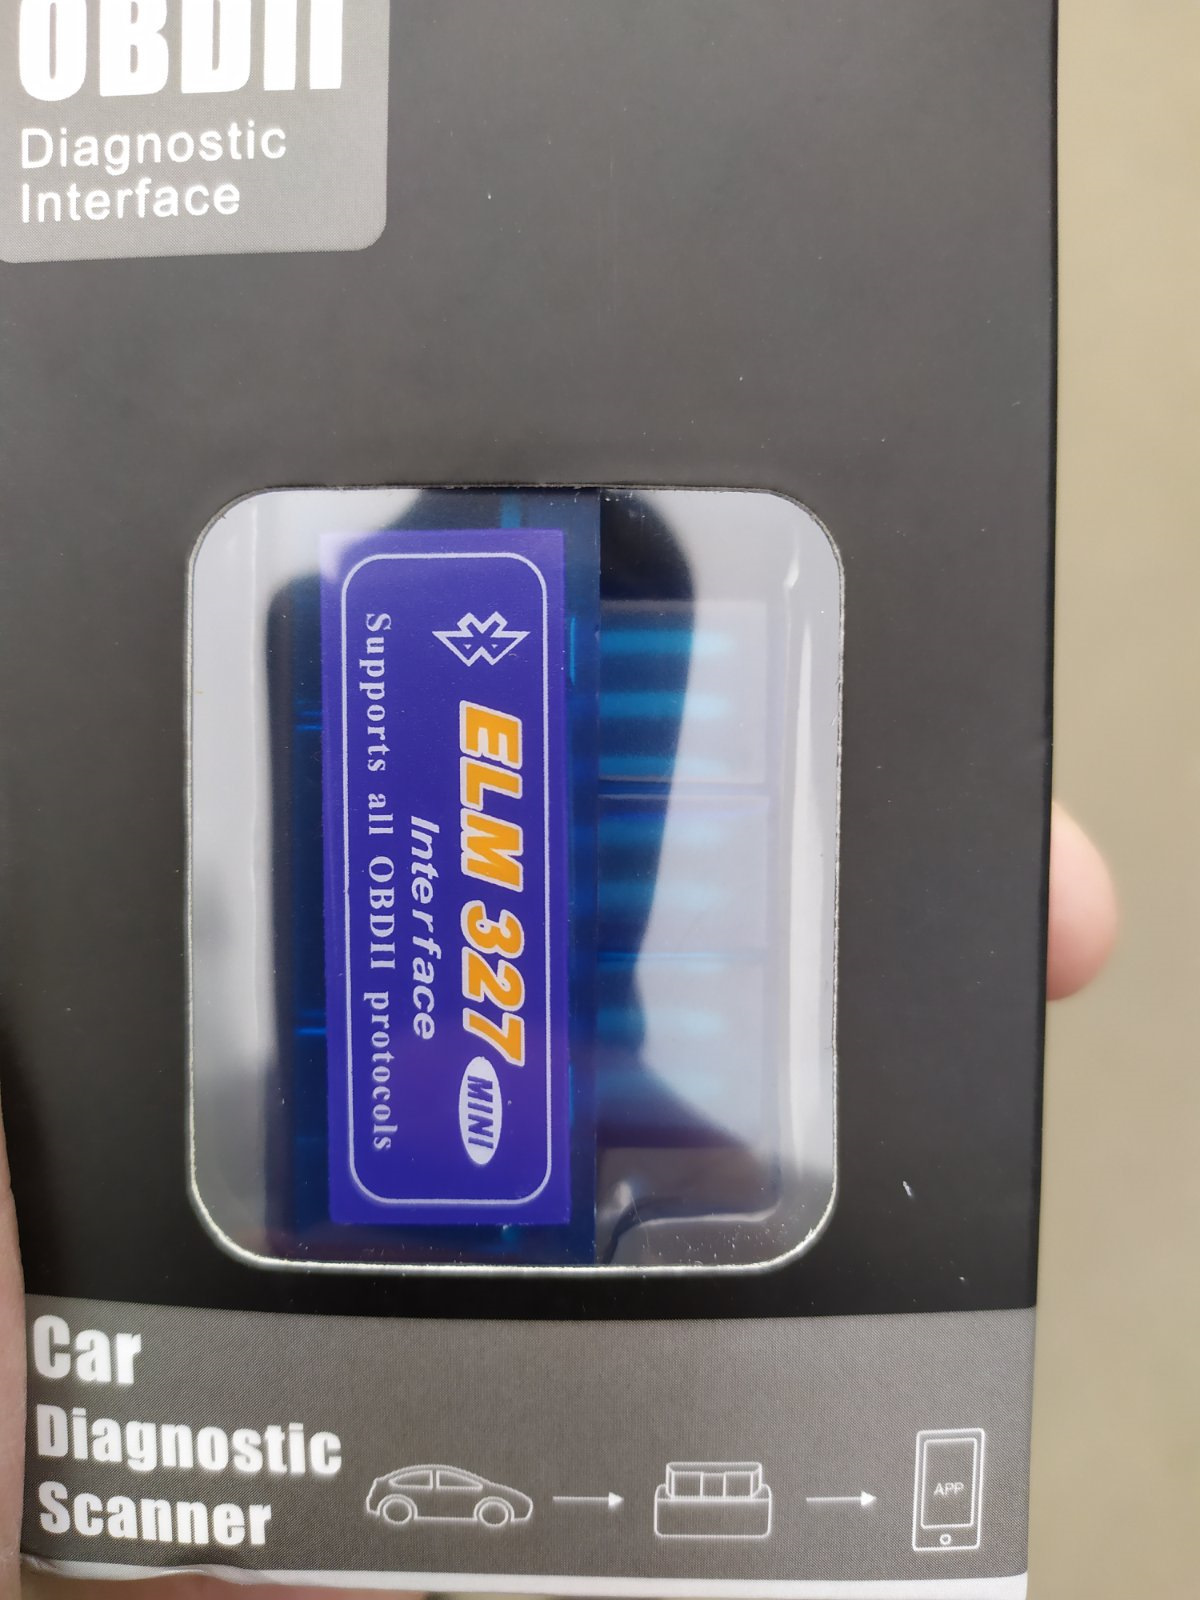 OBDII
Diagnostic
Interface
ELM 327 MINI
Interface
Supports all OBDII protocols
Car
Diagnostic
Scanner
APP